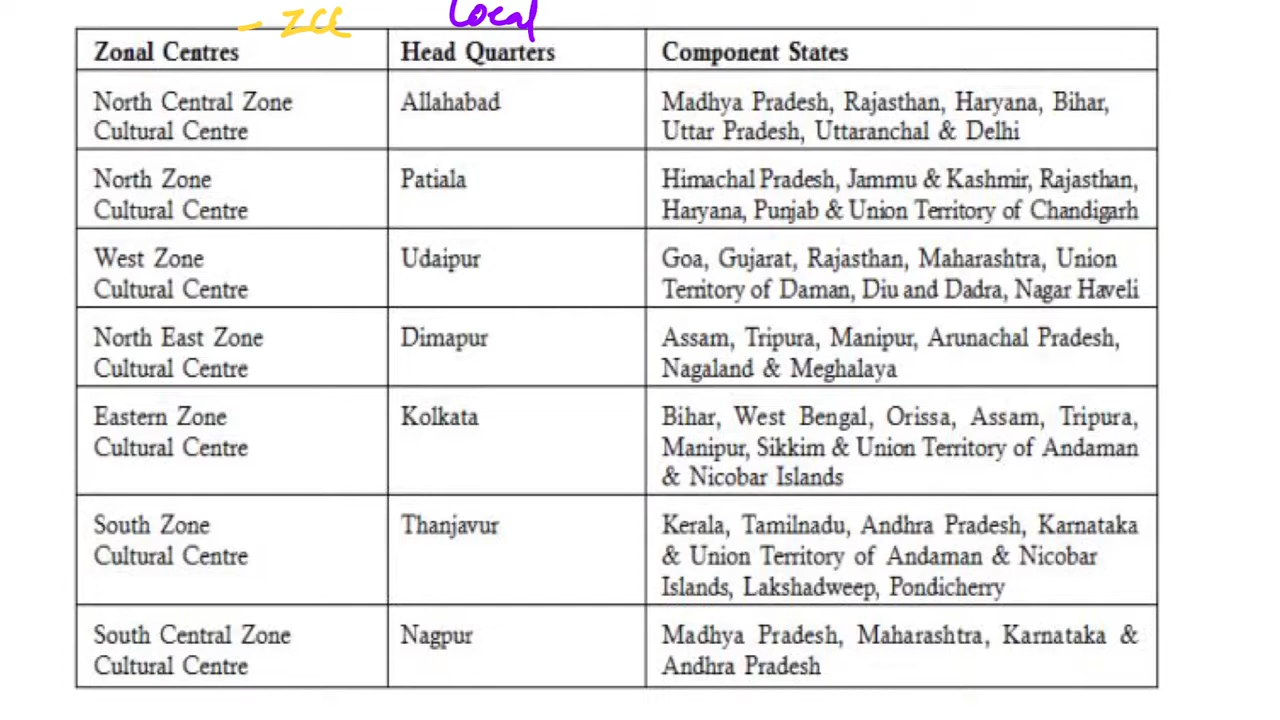 - ZCC Local
Zonal Centres Head Quarters Component States
North Central Zone Allahabad Madhya Pradesh, Rajasthan, Haryana, Bihar,
Cultural Centre Uttar Pradesh, Uttaranchal & Delhi
North Zone Patiala Himachal Pradesh, Jammu & Kashmir, Rajasthan,
Cultural Centre Haryana, Punjab & Union Territory of Chandigarh
West Zone Udaipur Goa, Gujarat, Rajasthan, Maharashtra, Union
Cultural Centre Territory of Daman, Diu and Dadra, Nagar Haveli
North East Zone Dimapur Assam, Tripura, Manipur, Arunachal Pradesh,
Cultural Centre Nagaland & Meghalaya
Eastern Zone Kolkata Bihar, West Bengal, Orissa, Assam, Tripura,
Cultural Centre Manipur, Sikkim & Union Territory of Andaman
& Nicobar Islands
South Zone Thanjavur Kerala, Tamilnadu, Andhra Pradesh, Karnataka
Cultural Centre & Union Territory of Andaman & Nicobar
Islands, Lakshadweep, Pondicherry
South Central Zone Nagpur Madhya Pradesh, Maharashtra, Karnataka &
Cultural Centre Andhra Pradesh